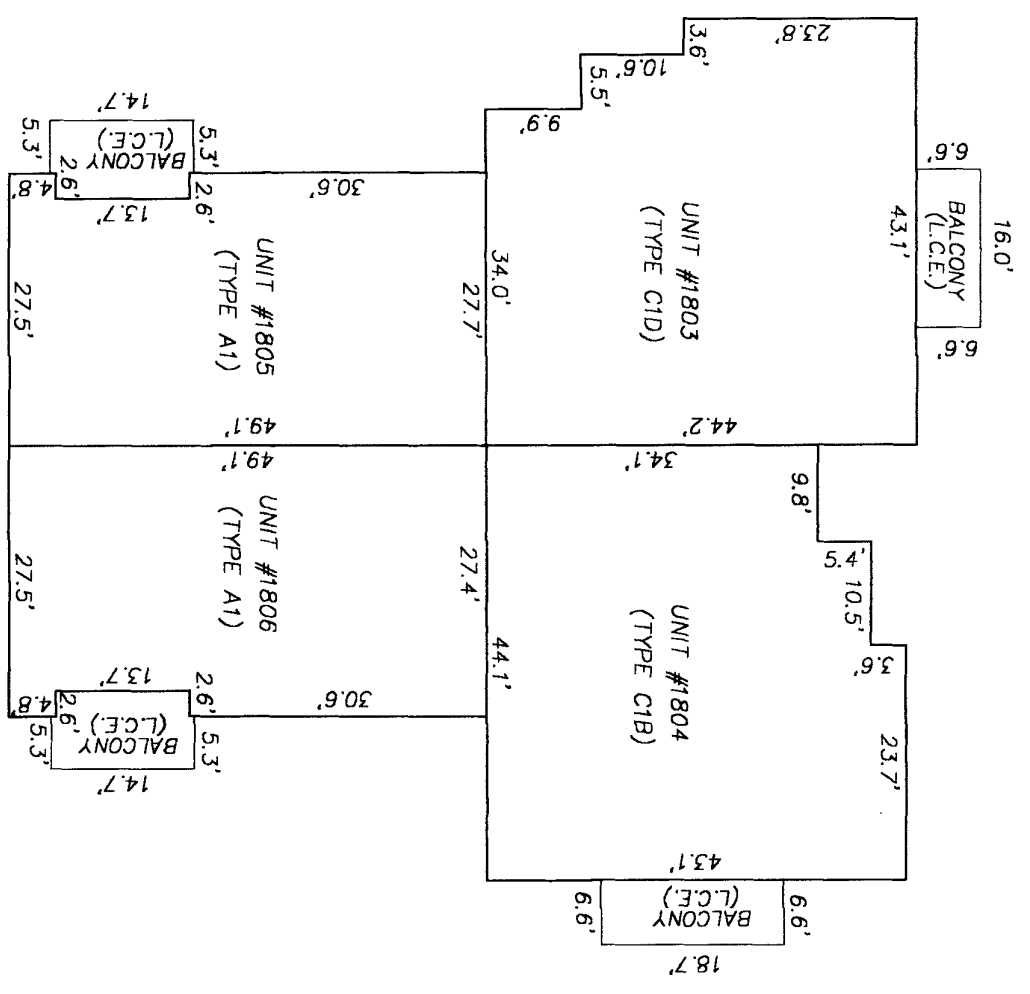 23.8'
3.6'
10.6'
5.5'
9.9'
6.6'
BALCONY
(L.C.E.)
16.0'
43.1'
6.6'
UNIT #1803
(TYPE C1D)
34.0'
44.2'
14.7'
5.3'
BALCONY
(L.C.E.)
5.3'
2.6'
2.6'
4.8'
13.7'
30.6'
UNIT #1805
(TYPE A1)
27.7'
27.5'
49.1'
49.1'
34.1'
9.8'
5.4'
10.5'
3.6'
23.7'
UNIT #1804
(TYPE C1B)
27.4'
44.1'
43.1'
6.6'
BALCONY
(L.C.E.)
6.6'
18.7'
UNIT #1806
(TYPE A1)
27.5'
13.7'
2.6'
2.6'
4.8'
30.6'
5.3'
BALCONY
(L.C.E.)
5.3'
14.7'